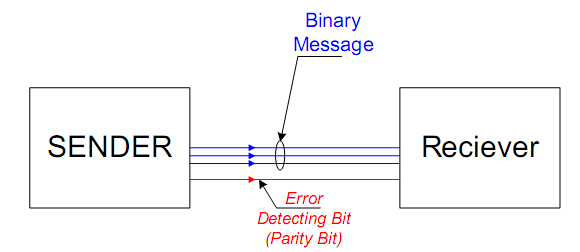 Binary
Message
SENDER
Reciever
Error
Detecting Bit
(Parity Bit)